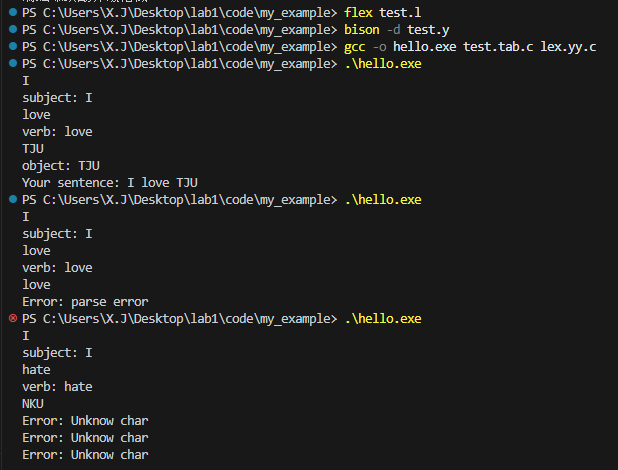 PS C:\Users\X.J\Desktop\lab1\code\my_example> flex test.l
PS C:\Users\X.J\Desktop\lab1\code\my_example> bison -d test.y
PS C:\Users\X.J\Desktop\lab1\code\my_example> gcc -o hello.exe test.tab.c lex.yy.c
PS C:\Users\X.J\Desktop\lab1\code\my_example> .\hello.exe
I
subject: I
love
verb: love
TJU
object: TJU
Your sentence: I love TJU
PS C:\Users\X.J\Desktop\lab1\code\my_example> .\hello.exe
I
subject: I
love
verb: love
love
Error: parse error
PS C:\Users\X.J\Desktop\lab1\code\my_example> .\hello.exe
I
subject: I
hate
verb: hate
NKU
Error: Unknow char
Error: Unknow char
Error: Unknow char